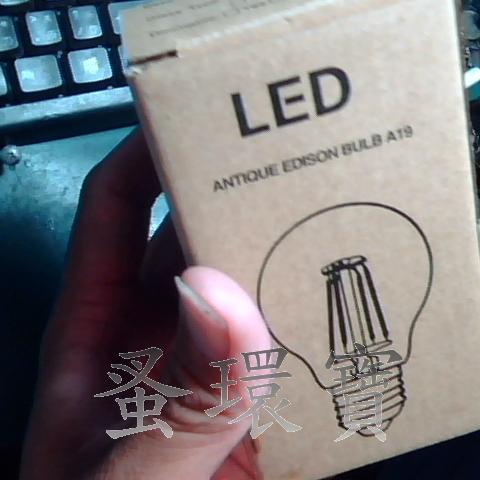 LED
ANTIQUE EDISON BULB A19
蚤環寶